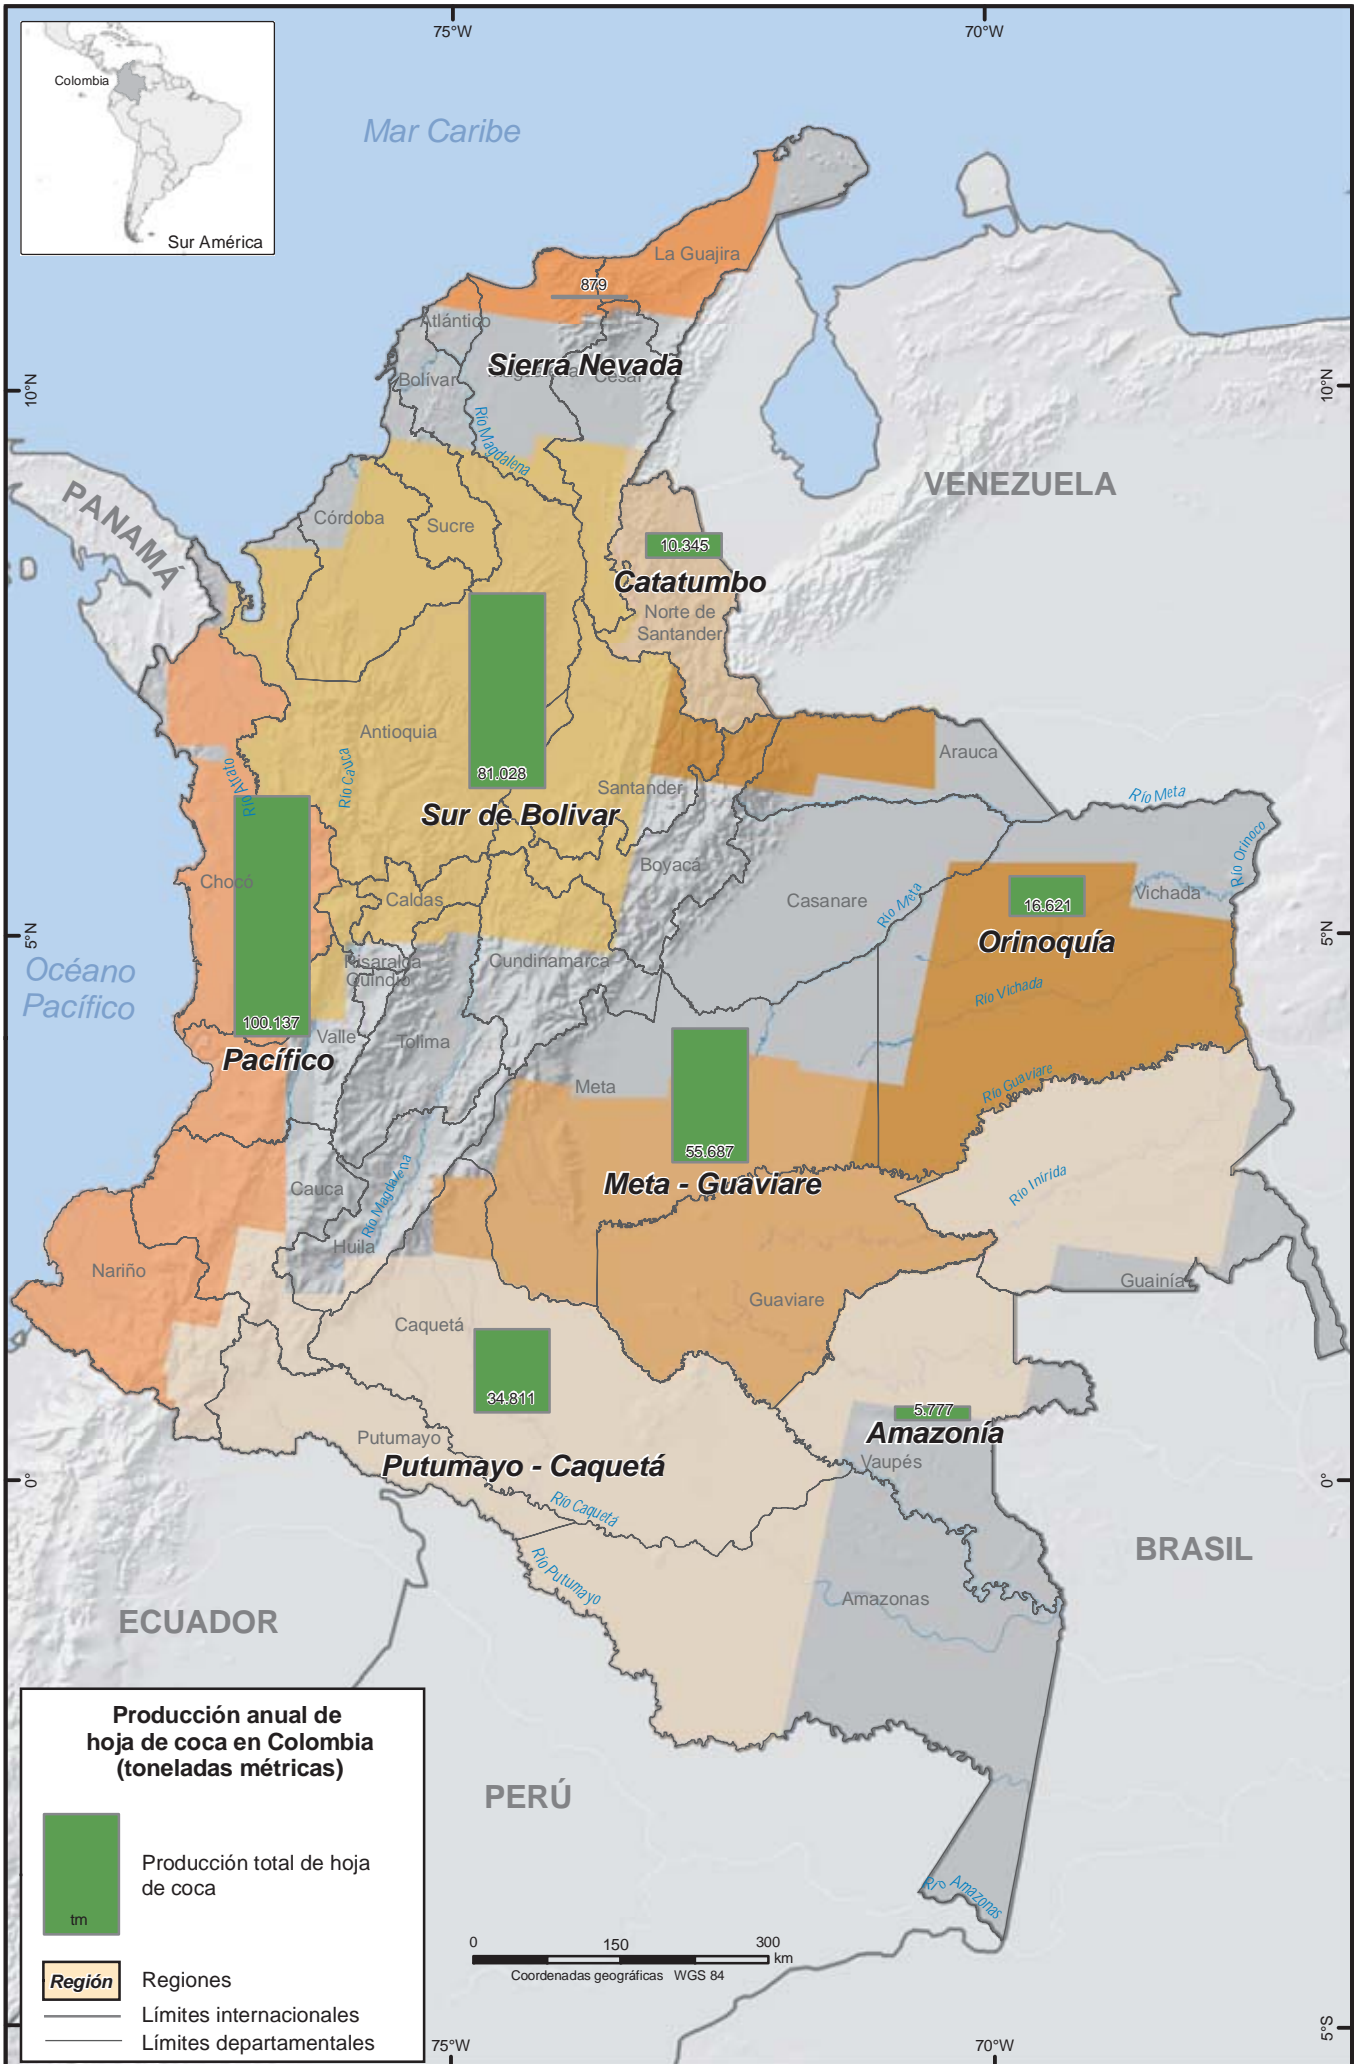 75°W
70°W
Colombia
Sur América
Mar Caribe
La Guajira
879
Atlántico
Sierra Nevada
Bolívar
Cesar
10°N
10°N
Río Magdalena
VENEZUELA
PANAMÁ
Córdoba
Sucre
10.345
Catatumbo
Norte de
Santander
Antioquia
Río Atrato
Río Cauca
81.028
Santander
Arauca
Río Meta
Sur de Bolivar
Río Orinoco
Boyacá
Chocó
Caldas
Casanare
Río Meta
Vichada
16.621
Orinoquía
5°N
5°N
Océano
Pacífico
Risaralda
Quindío
Cundinamarca
Río Vichada
100.137
Valle
Tolima
Pacífico
Meta
Río Guaviare
55.687
Meta - Guaviare
Cauca
Río Magdalena
Río Inírida
Huila
Nariño
Guainía
Guaviare
Caquetá
34.811
5.777
Amazonía
Putumayo
Vaupés
Putumayo - Caquetá
0°
0°
Río Caquetá
BRASIL
Río Putumayo
Amazonas
ECUADOR
PERÚ
Río Amazonas
Producción anual de
hoja de coca en Colombia
(toneladas métricas)
Producción total de hoja
de coca
tm
Región
Regiones
Límites internacionales
Límites departamentales
0 150 300
km
Coordenadas geográficas WGS 84
5°S
75°W
70°W